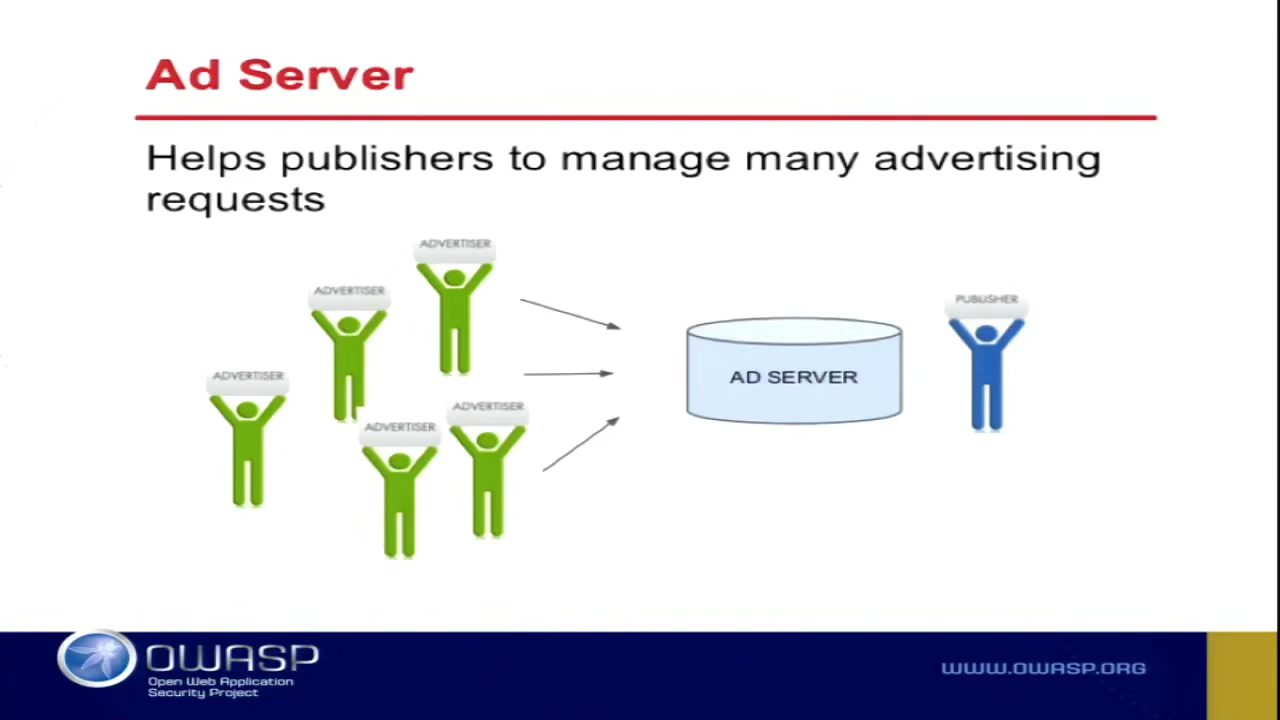 Ad Server
Helps publishers to manage many advertising
requests
ADVERTISER
ADVERTISER
PUBLISHER
ADVERTISER
AD SERVER
ADVERTISER
ADVERTISER
OWASP
Open Web Application
Security Project
WWW.OWASP.ORG